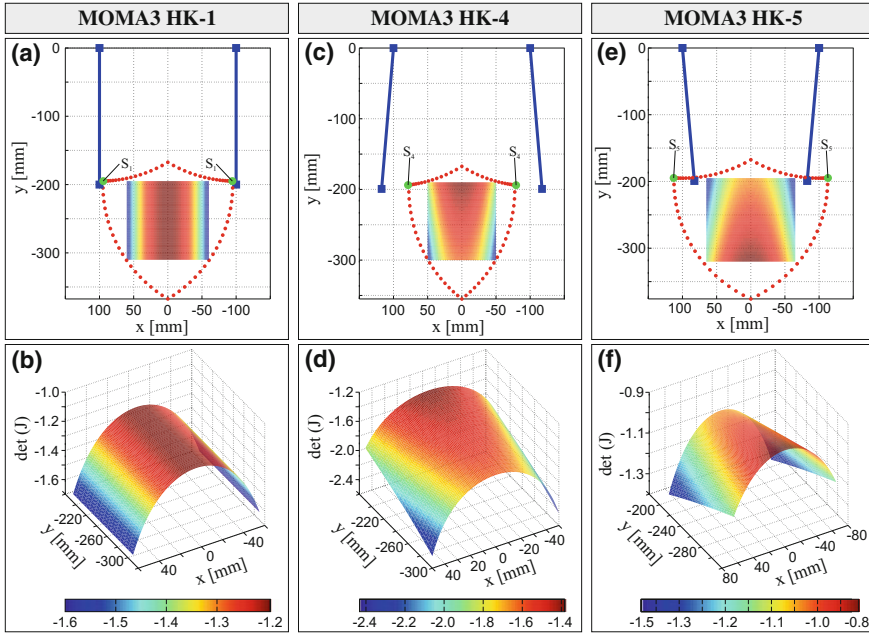 MOMA3 HK-1
MOMA3 HK-4
MOMA3 HK-5
(a)
0
-100
-200
-300
y [mm]
S₁
S₁
100
50
0
-50
-100
x [mm]
(c)
0
-100
-200
-300
y [mm]
S₄
S₄
100
50
0
-50
-100
x [mm]
(e)
0
-100
-200
-300
y [mm]
S₅
S₅
100
50
0
-50
-100
x [mm]
(b)
-1.0
-1.2
-1.4
-1.6
det (J)
-220
-260
-300
y [mm]
40
0
-40
x [mm]
-1.6
-1.5
-1.4
-1.3
-1.2
(d)
-1.2
-1.6
-2.0
-2.4
det (J)
-220
-260
-300
y [mm]
40
20
0
-20
-40
x [mm]
-2.4
-2.2
-2.0
-1.8
-1.6
-1.4
(f)
-0.9
-1.1
-1.3
det (J)
-200
-240
-280
y [mm]
80
40
0
-40
-80
x [mm]
-1.5
-1.2
-1.1
-1.0
-0.8